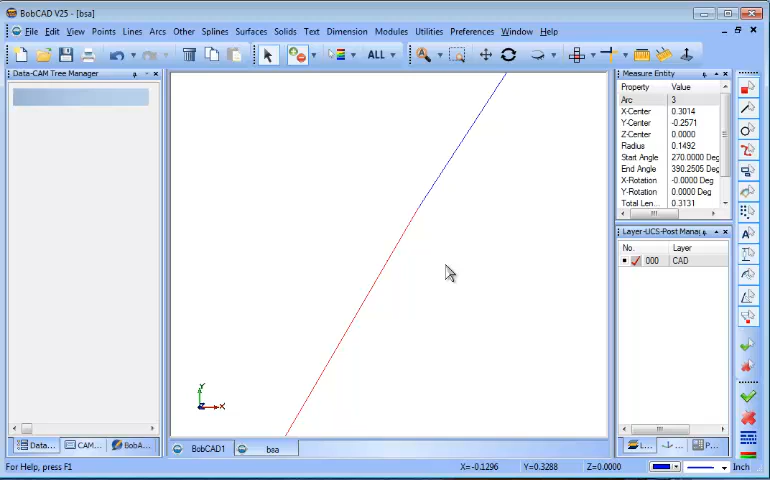 BobCAD V25 - [bsa]
File Edit View Points Lines Arcs Other Splines Surfaces Solids Text Dimension Modules Utilities Preferences Window Help
ALL
Data-CAM Tree Manager
Measure Entity
Property Value
Arc 3
X-Center 0.3014
Y-Center -0.2571
Z-Center 0.0000
Radius 0.1492
Start Angle 270.0000 Deg
End Angle 390.2505 Deg
X-Rotation -0.0000 Deg
Y-Rotation 0.0000 Deg
Total Len... 0.3131
Layer-UCS-Post Manag
No. Layer
000 CAD
Y
Z X
Data... CAM... BobA...
BobCAD1 bsa
L... ... P...
For Help, press F1
X=-0.1296 Y=0.3288 Z=0.0000 Inch